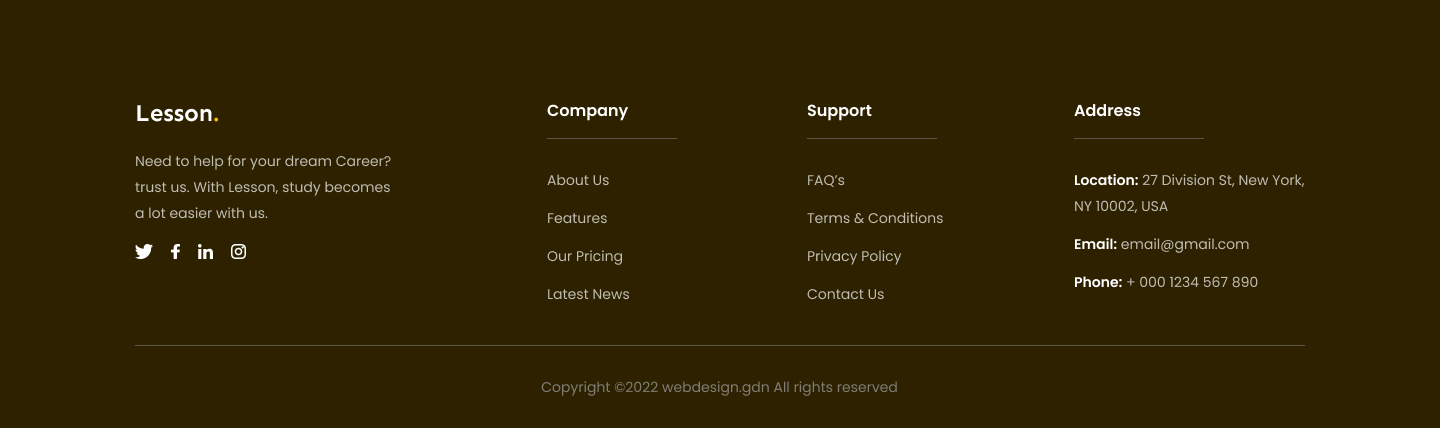 Lesson.
Need to help for your dream Career?
trust us. With Lesson, study becomes
a lot easier with us.
Company
About Us
Features
Our Pricing
Latest News
Support
FAQ’s
Terms & Conditions
Privacy Policy
Contact Us
Address
Location: 27 Division St, New York,
NY 10002, USA
Email: email@gmail.com
Phone: + 000 1234 567 890
Copyright ©2022 webdesign.gdn All rights reserved